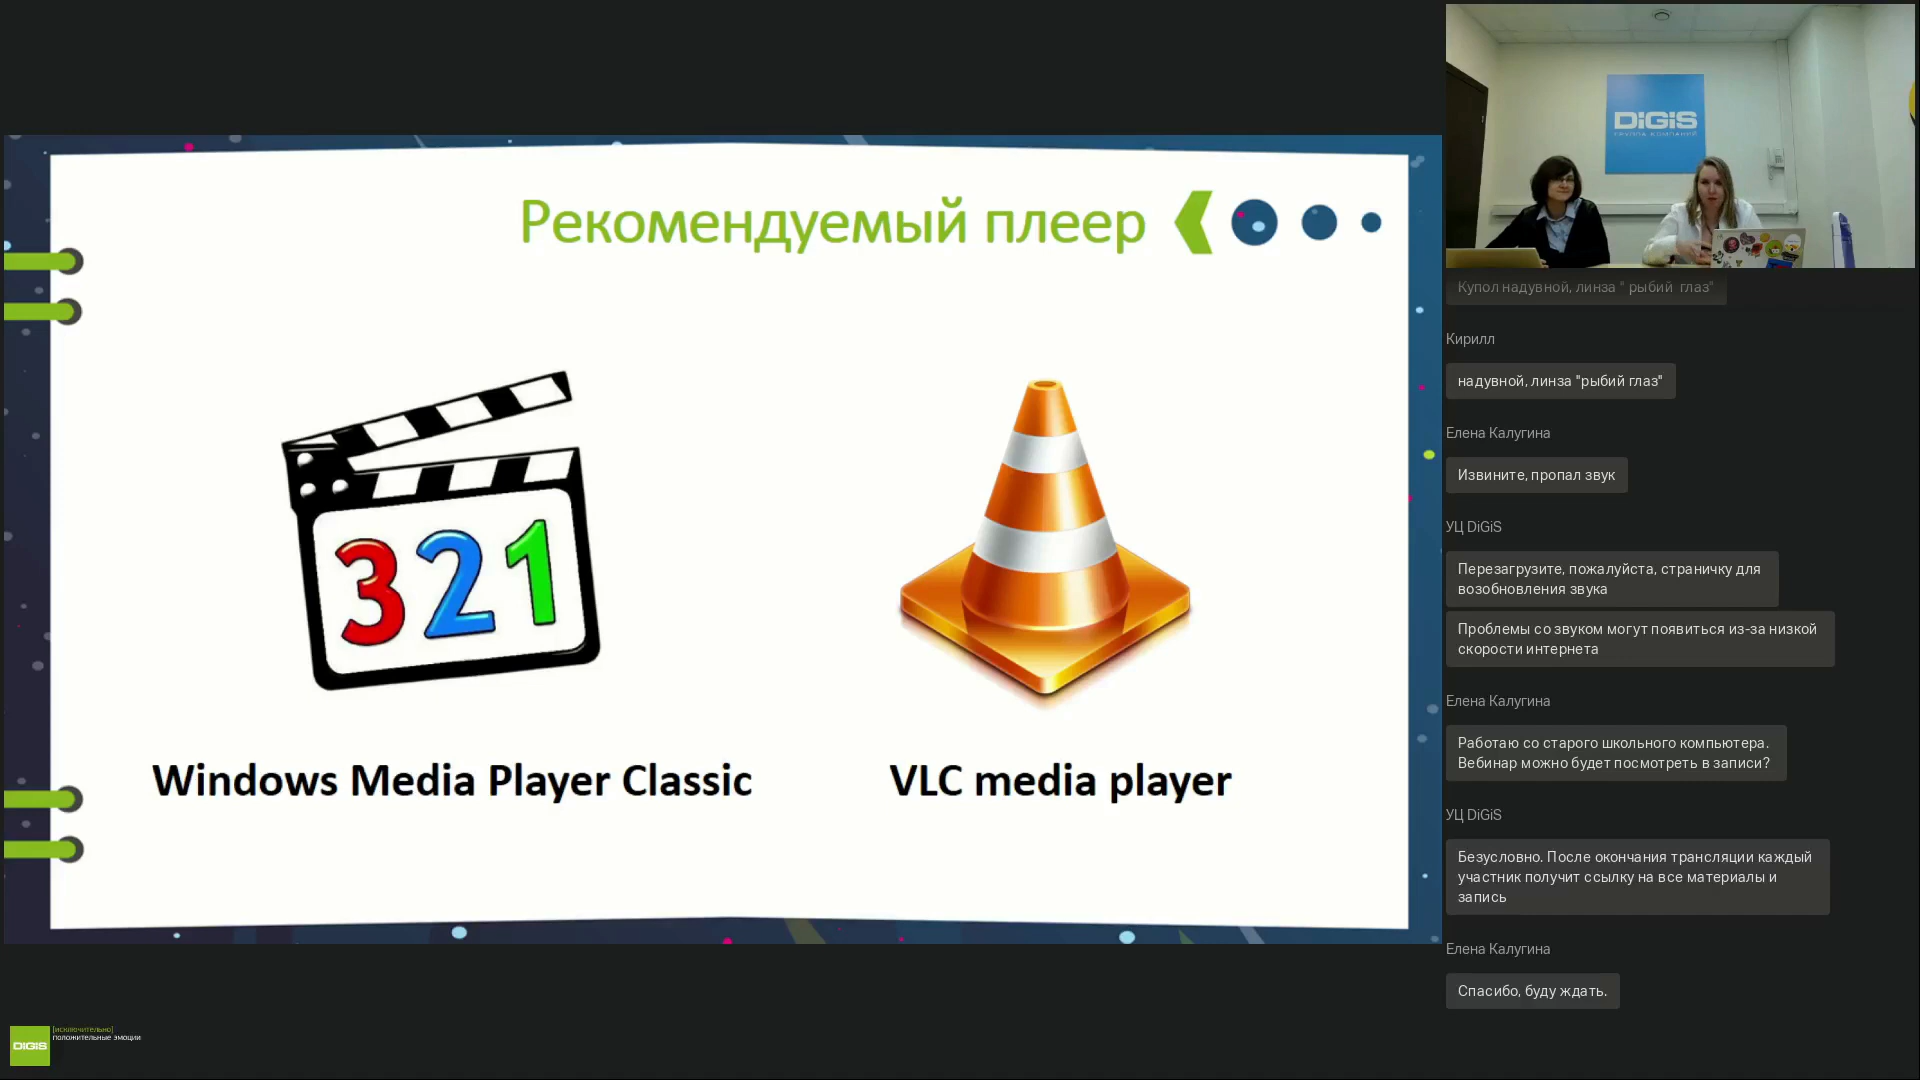 Рекомендуемый плеер
321
Windows Media Player Classic
VLC media player
DiGiS
ГРУППА КОМПАНИЙ
Купол надувной, линза " рыбий глаз"
Кирилл
надувной, линза "рыбий глаз"
Елена Калугина
Извините, пропал звук
УЦ DiGiS
Перезагрузите, пожалуйста, страничку для
возобновления звука
Проблемы со звуком могут появиться из-за низкой
скорости интернета
Елена Калугина
Работаю со старого школьного компьютера.
Вебинар можно будет посмотреть в записи?
УЦ DiGiS
Безусловно. После окончания трансляции каждый
участник получит ссылку на все материалы и
запись
Елена Калугина
Спасибо, буду ждать.
DiGiS
[исключительно]
положительные эмоции